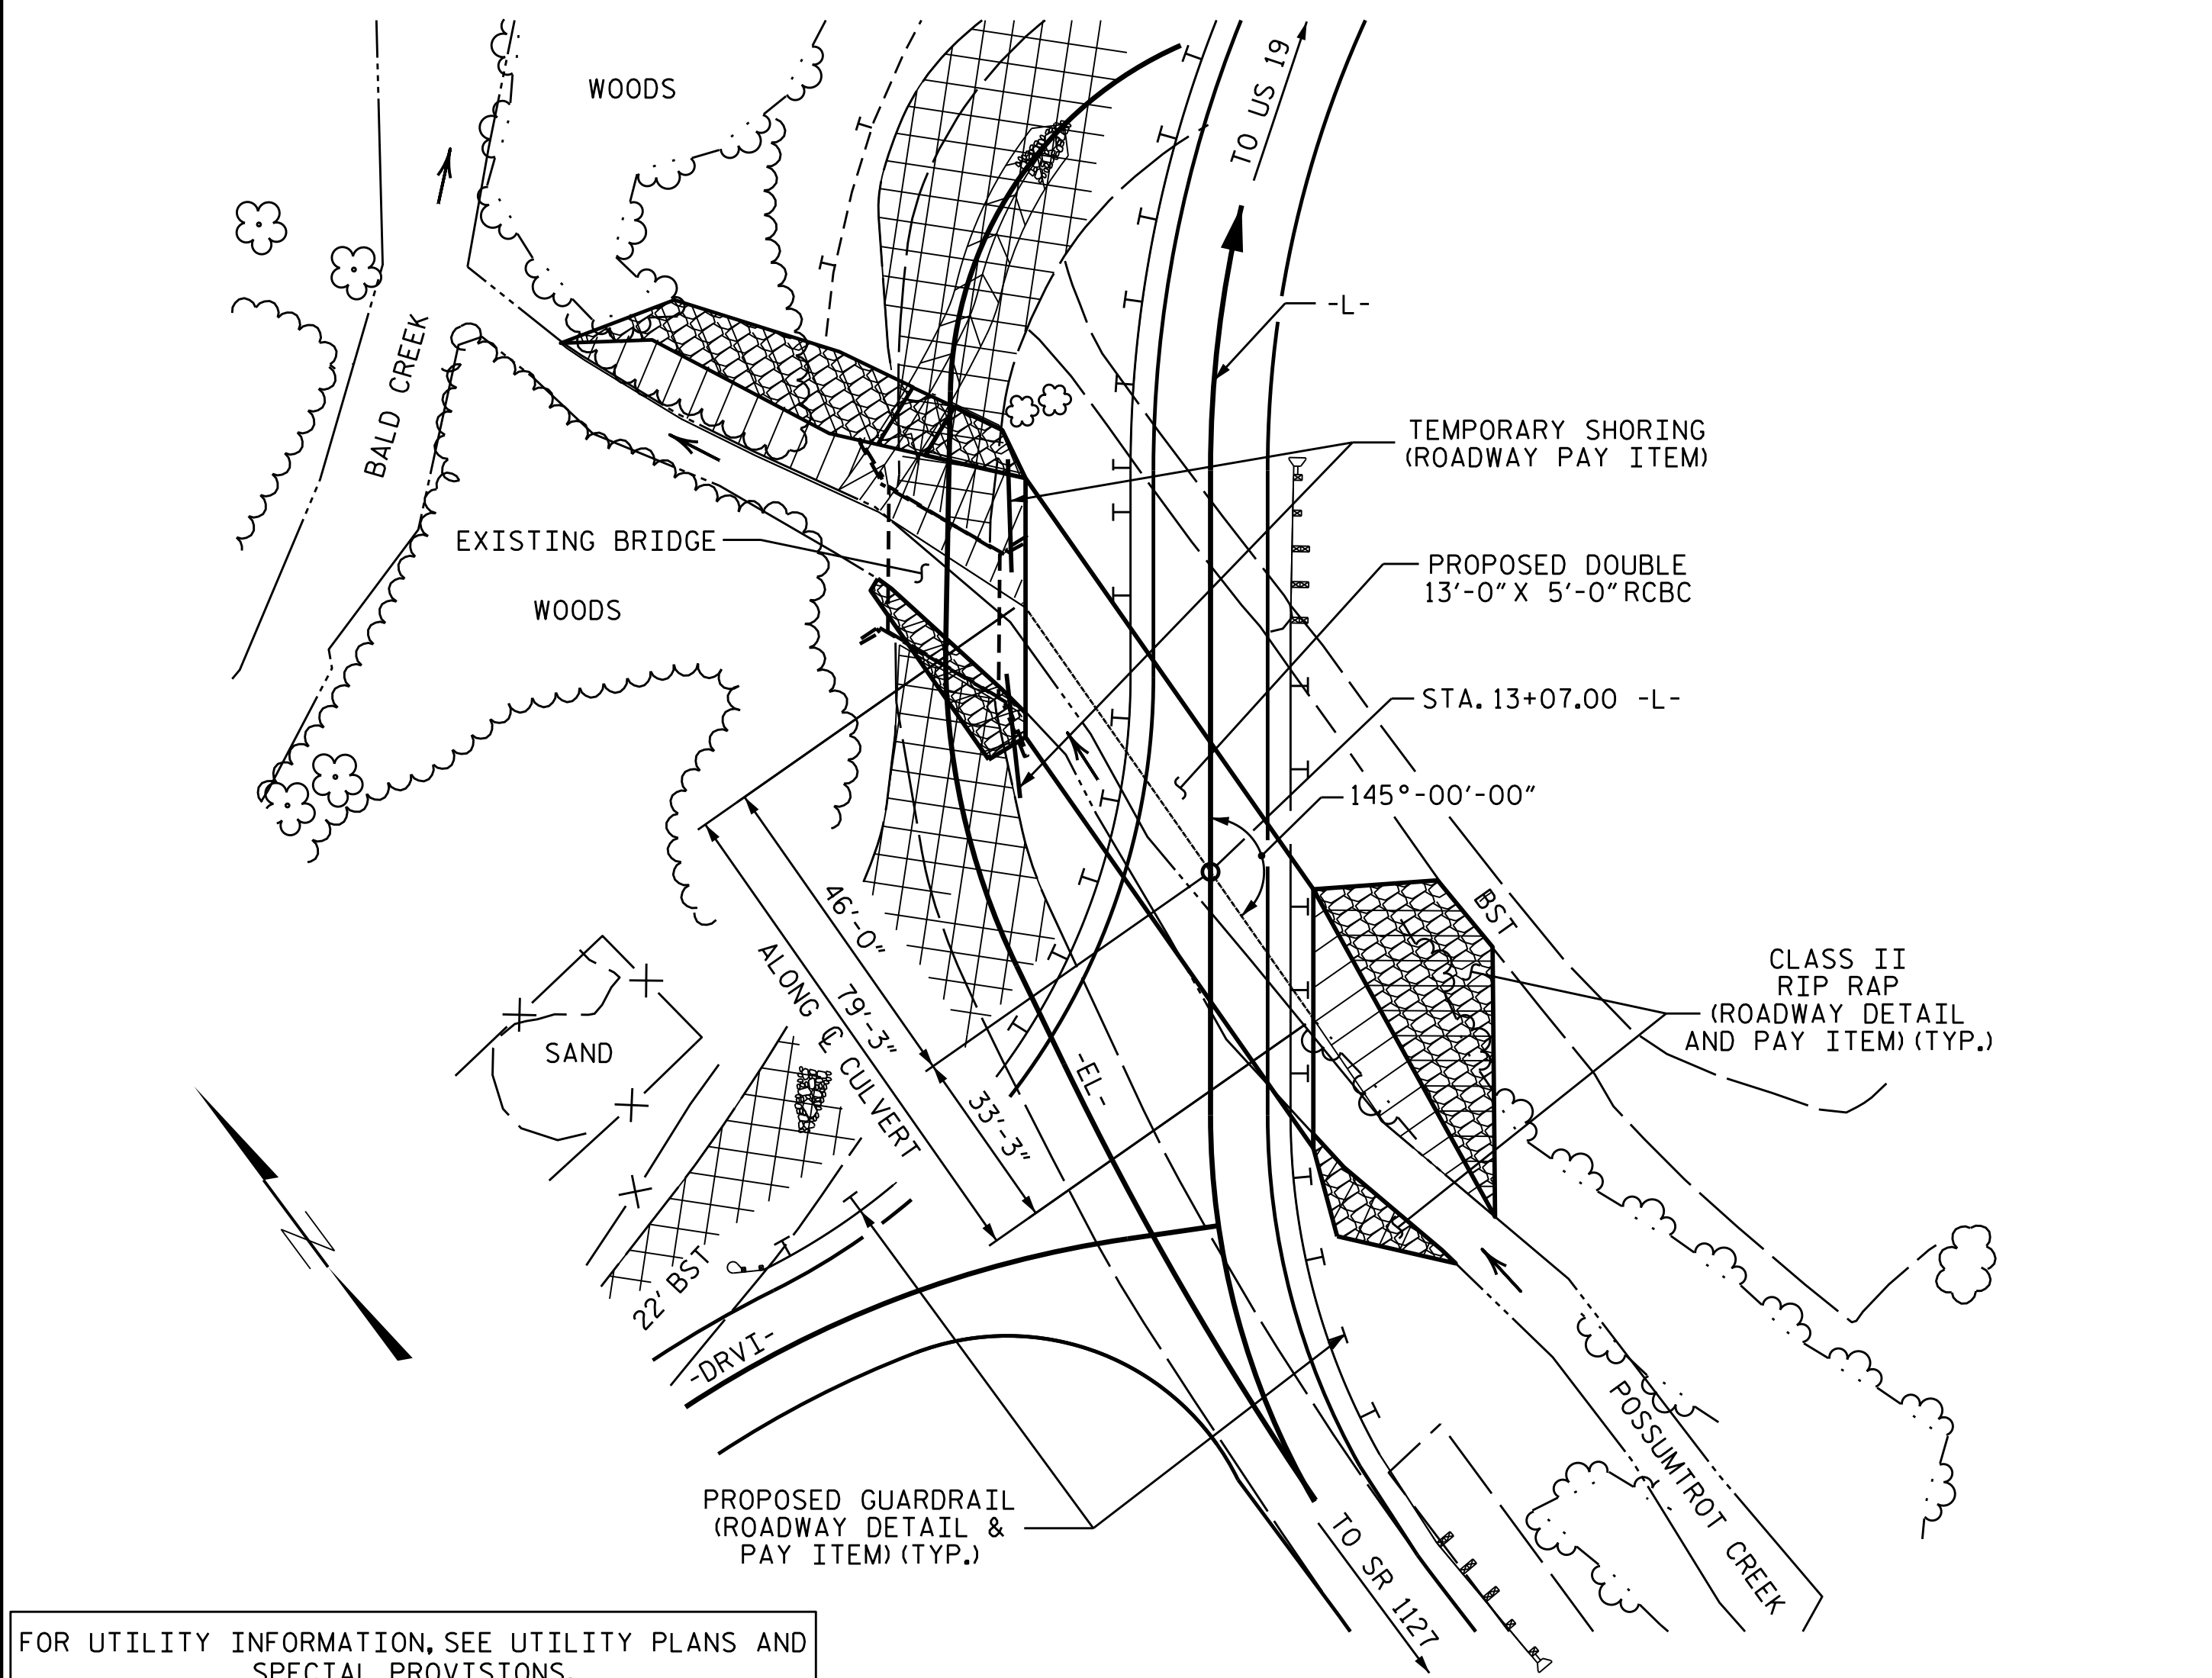 WOODS
TO US 19
-L-
BALD CREEK
TEMPORARY SHORING
(ROADWAY PAY ITEM)
EXISTING BRIDGE
PROPOSED DOUBLE
13'-0" X 5'-0" RCBC
WOODS
STA. 13+07.00 -L-
145°-00'-00"
BST
46'-0"
79'-3"
ALONG ℄ CULVERT
33'-3"
-EL-
CLASS II
RIP RAP
(ROADWAY DETAIL
AND PAY ITEM) (TYP.)
SAND
22' BST
-DRV1-
POSSUMTROT CREEK
PROPOSED GUARDRAIL
(ROADWAY DETAIL &
PAY ITEM) (TYP.)
TO SR 1127
FOR UTILITY INFORMATION, SEE UTILITY PLANS AND
SPECIAL PROVISIONS.